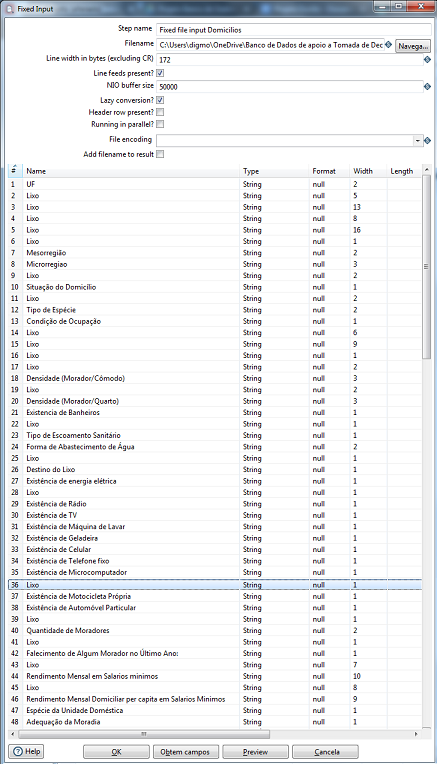 Fixed Input
Step name Fixed file input Domicilios
Filename C:\Users\digmo\OneDrive\Banco de Dados de apoio a Tomada de Dec Navega...
Line width in bytes (excluding CR) 172
Line feeds present?
NIO buffer size 50000
Lazy conversion?
Header row present?
Running in parallel?
File encoding
Add filename to result
# Name Type Format Width Length
1 UF String null 2
2 Lixo String null 5
3 Lixo String null 13
4 Lixo String null 8
5 Lixo String null 16
6 Lixo String null 1
7 Mesorregião String null 2
8 Microrregiao String null 3
9 Lixo String null 2
10 Situação do Domicílio String null 1
11 Lixo String null 2
12 Tipo de Espécie String null 2
13 Condição de Ocupação String null 1
14 Lixo String null 6
15 Lixo String null 9
16 Lixo String null 1
17 Lixo String null 2
18 Densidade (Morador/Cómodo) String null 3
19 Lixo String null 2
20 Densidade (Morador/Quarto) String null 3
21 Existencia de Banheiros String null 1
22 Lixo String null 1
23 Tipo de Escoamento Sanitário String null 1
24 Forma de Abastecimento de Água String null 2
25 Lixo String null 1
26 Destino do Lixo String null 1
27 Existência de energia elétrica String null 1
28 Lixo String null 1
29 Existência de Rádio String null 1
30 Existência de TV String null 1
31 Existência de Máquina de Lavar String null 1
32 Existência de Geladeira String null 1
33 Existência de Celular String null 1
34 Existência de Telefone fixo String null 1
35 Existência de Microcomputador String null 1
36 Lixo String null 1
37 Existência de Motocicleta Própria String null 1
38 Existência de Automóvel Particular String null 1
39 Lixo String null 1
40 Quantidade de Moradores String null 2
41 Lixo String null 1
42 Falecimento de Algum Morador no Último Ano: String null 1
43 Lixo String null 7
44 Rendimento Mensal em Salarios minimos String null 10
45 Lixo String null 8
46 Rendimento Mensal Domiciliar per capita em Salarios Minimos String null 9
47 Espécie da Unidade Doméstica String null 1
48 Adequação da Moradia String null 1
Help OK Obtem campos Preview Cancela